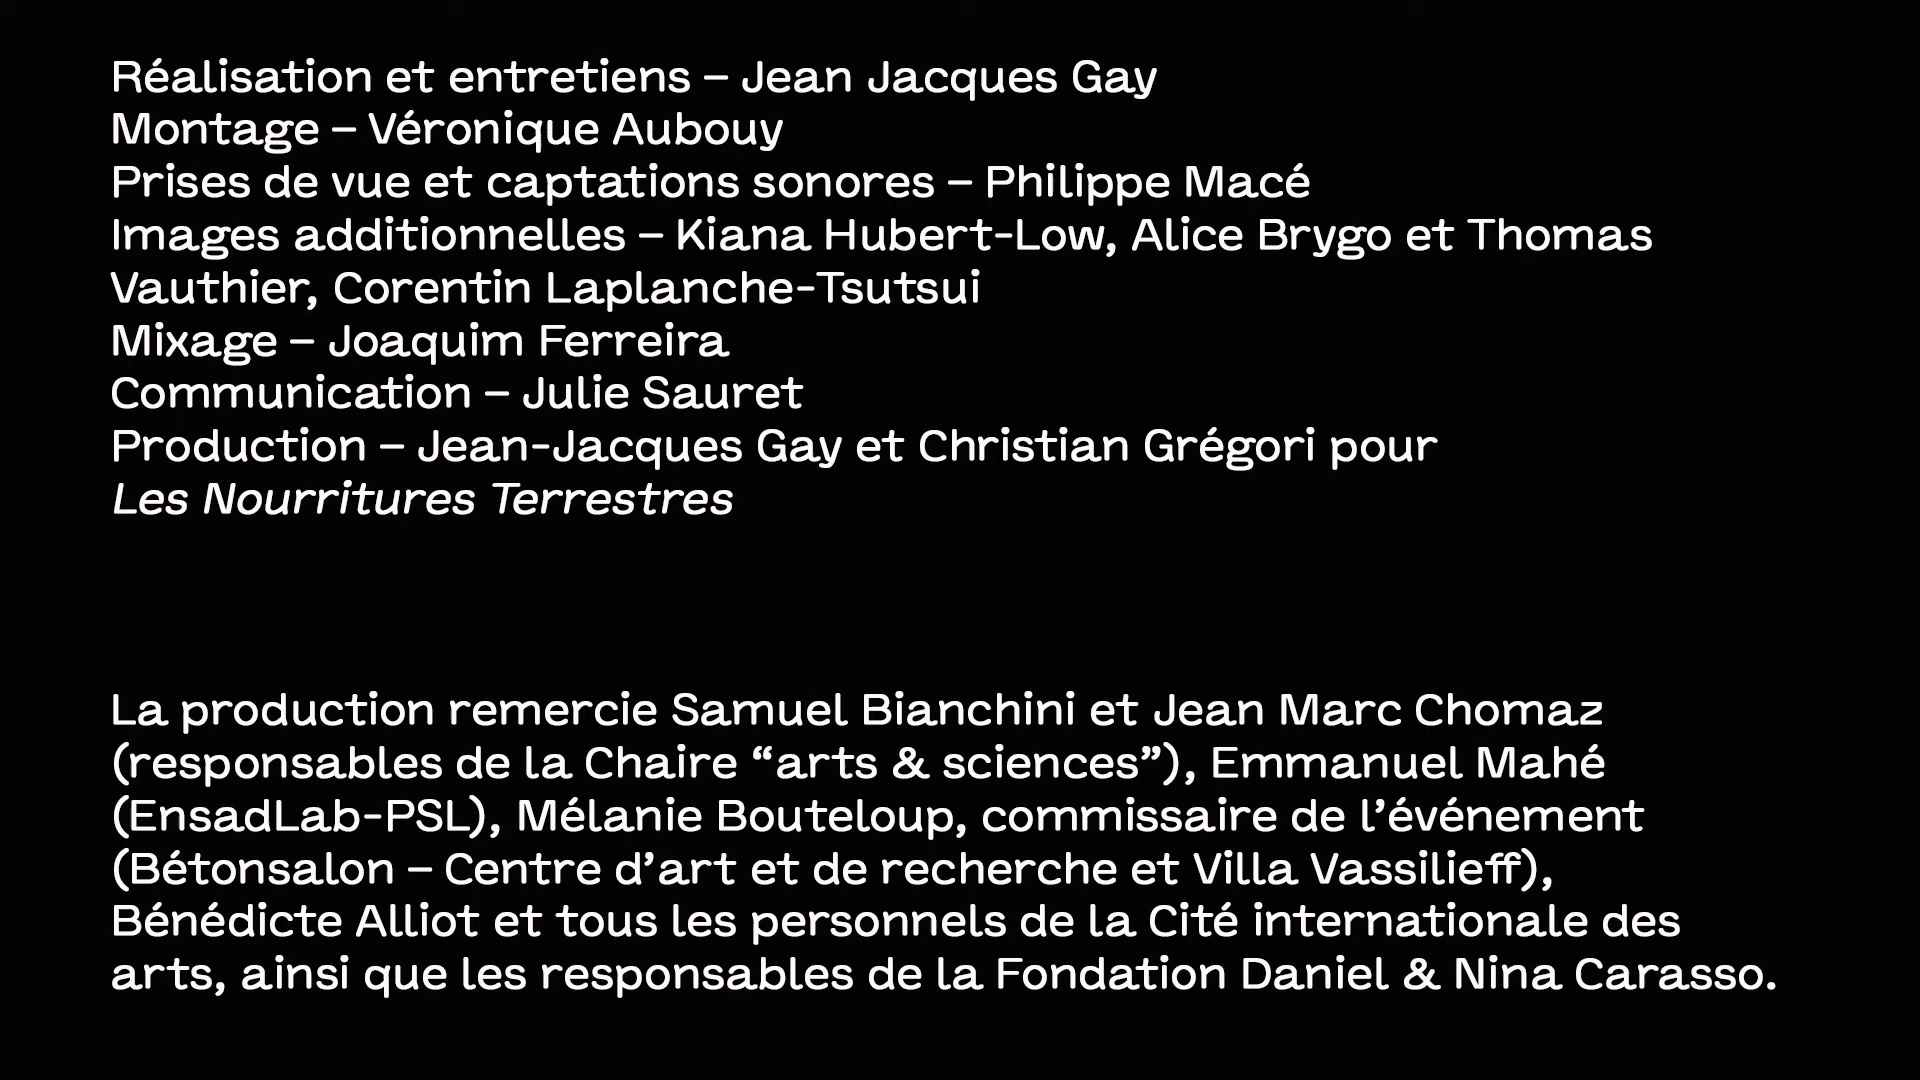 Réalisation et entretiens – Jean Jacques Gay
Montage – Véronique Aubouy
Prises de vue et captations sonores – Philippe Macé
Images additionnelles – Kiana Hubert-Low, Alice Brygo et Thomas
Vauthier, Corentin Laplanche-Tsutsui
Mixage – Joaquim Ferreira
Communication – Julie Sauret
Production – Jean-Jacques Gay et Christian Grégori pour
Les Nourritures Terrestres
La production remercie Samuel Bianchini et Jean Marc Chomaz
(responsables de la Chaire “arts & sciences”), Emmanuel Mahé
(EnsadLab-PSL), Mélanie Bouteloup, commissaire de l’événement
(Bétonsalon – Centre d’art et de recherche et Villa Vassilieff),
Bénédicte Alliot et tous les personnels de la Cité internationale des
arts, ainsi que les responsables de la Fondation Daniel & Nina Carasso.